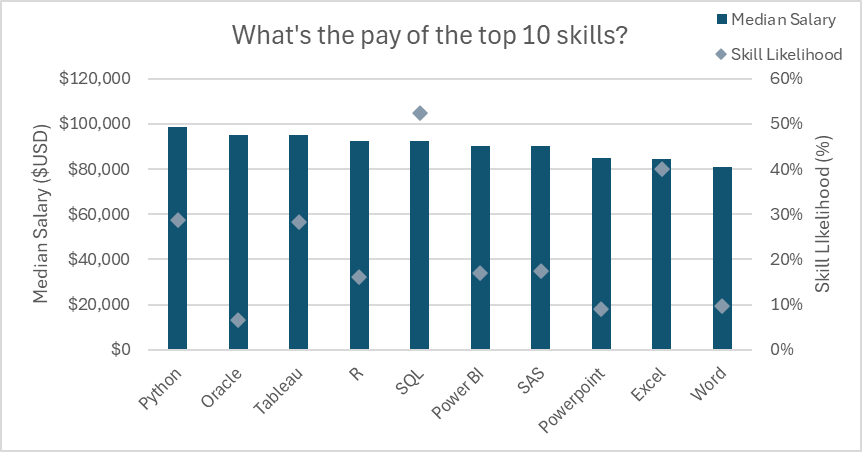 What's the pay of the top 10 skills?
Median Salary
Skill Likelihood
$120,000
$100,000
$80,000
$60,000
$40,000
$20,000
$0
Median Salary ($USD)
60%
50%
40%
30%
20%
10%
0%
Skill LIkelihood (%)
Python
Oracle
Tableau
R
SQL
Power BI
SAS
Powerpoint
Excel
Word